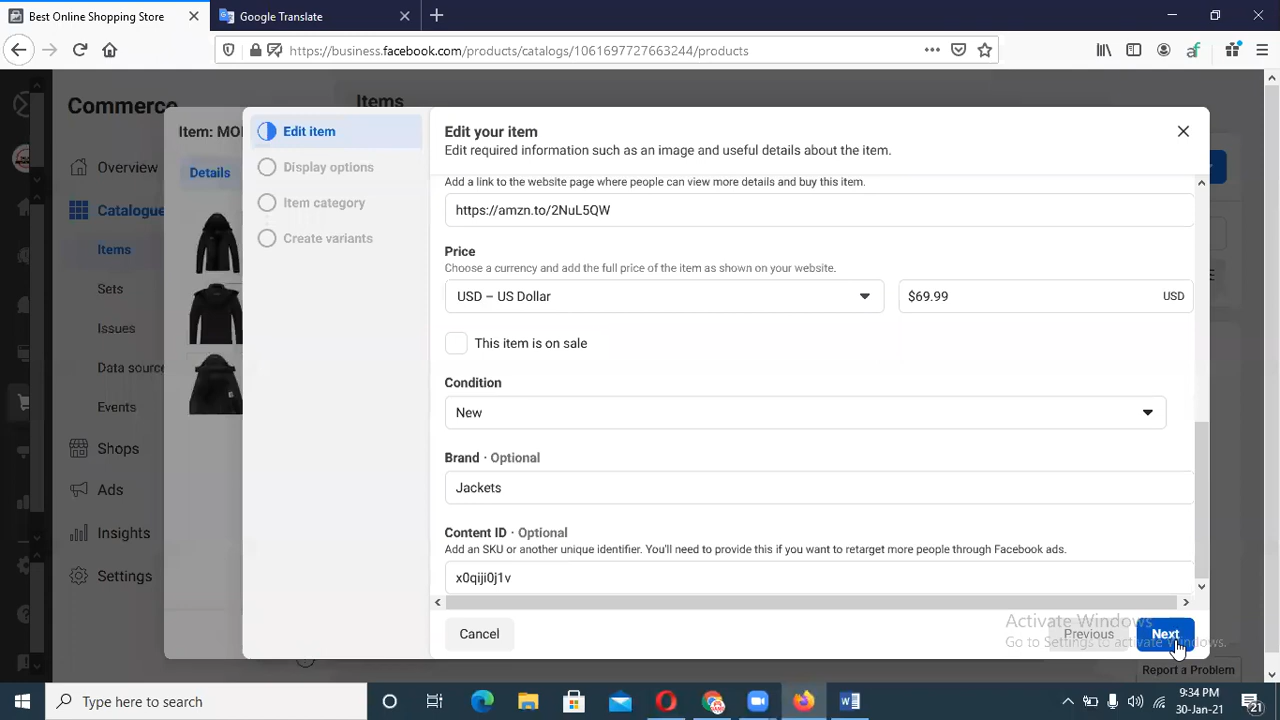 Best Online Shopping Store
Google Translate
https://business.facebook.com/products/catalogs/1061697727663244/products
Commerce
Items
Overview
Catalogue
Items
Sets
Issues
Data source
Events
Shops
Ads
Insights
Settings
Item: MO
Details
Edit item
Display options
Item category
Create variants
Edit your item
Edit required information such as an image and useful details about the item.
Add a link to the website page where people can view more details and buy this item.
https://amzn.to/2NuL5QW
Price
Choose a currency and add the full price of the item as shown on your website.
USD – US Dollar
$69.99 USD
This item is on sale
Condition
New
Brand · Optional
Jackets
Content ID · Optional
Add an SKU or another unique identifier. You'll need to provide this if you want to retarget more people through Facebook ads.
x0qiji0j1v
Cancel
Previous
Next
Activate Windows
Go to Settings to activate Windows.
Report a Problem
Type here to search
9:34 PM
30-Jan-21
21